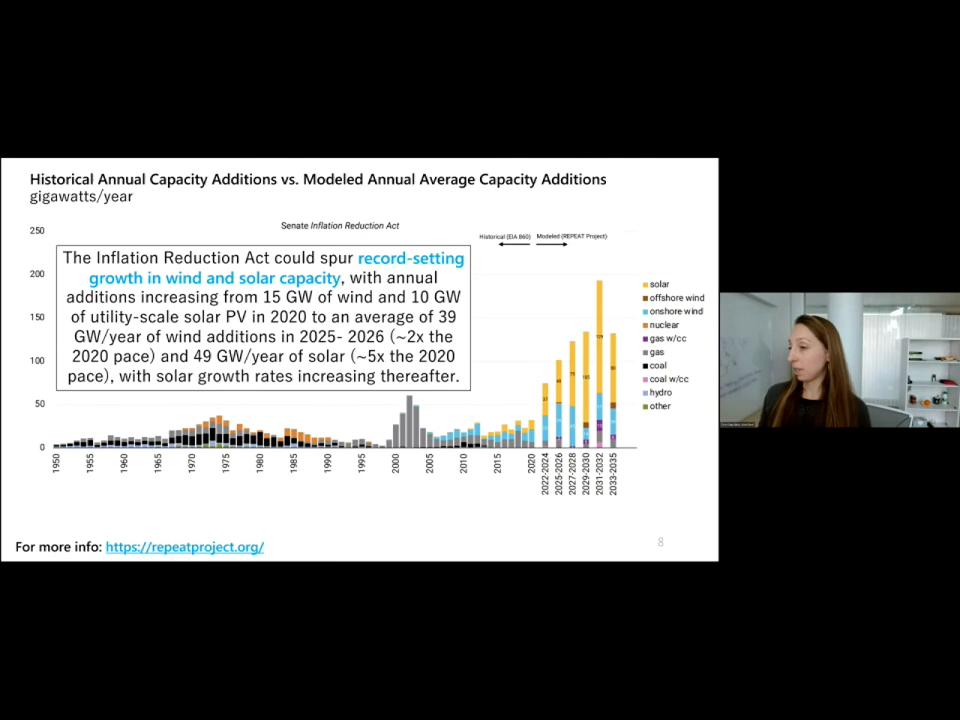 Historical Annual Capacity Additions vs. Modeled Annual Average Capacity Additions
gigawatts/year
Senate Inflation Reduction Act
Historical (EIA 860)
Modeled (REPEAT Project)
The Inflation Reduction Act could spur record-setting
growth in wind and solar capacity, with annual
additions increasing from 15 GW of wind and 10 GW
of utility-scale solar PV in 2020 to an average of 39
GW/year of wind additions in 2025- 2026 (~2x the
2020 pace) and 49 GW/year of solar (~5x the 2020
pace), with solar growth rates increasing thereafter.
250
200
150
100
50
0
1950
1955
1960
1965
1970
1975
1980
1985
1990
1995
2000
2005
2010
2015
2020
2022-2024
2025-2026
2027-2028
2029-2030
2031-2032
2033-2035
solar
offshore wind
onshore wind
nuclear
gas w/cc
gas
coal
coal w/cc
hydro
other
For more info: https://repeatproject.org/
8